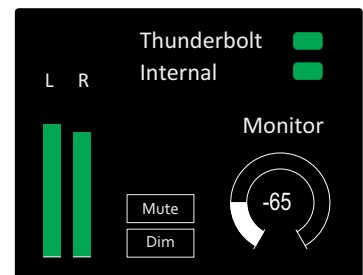 Thunderbolt
Internal
L R
Monitor
-65
Mute
Dim